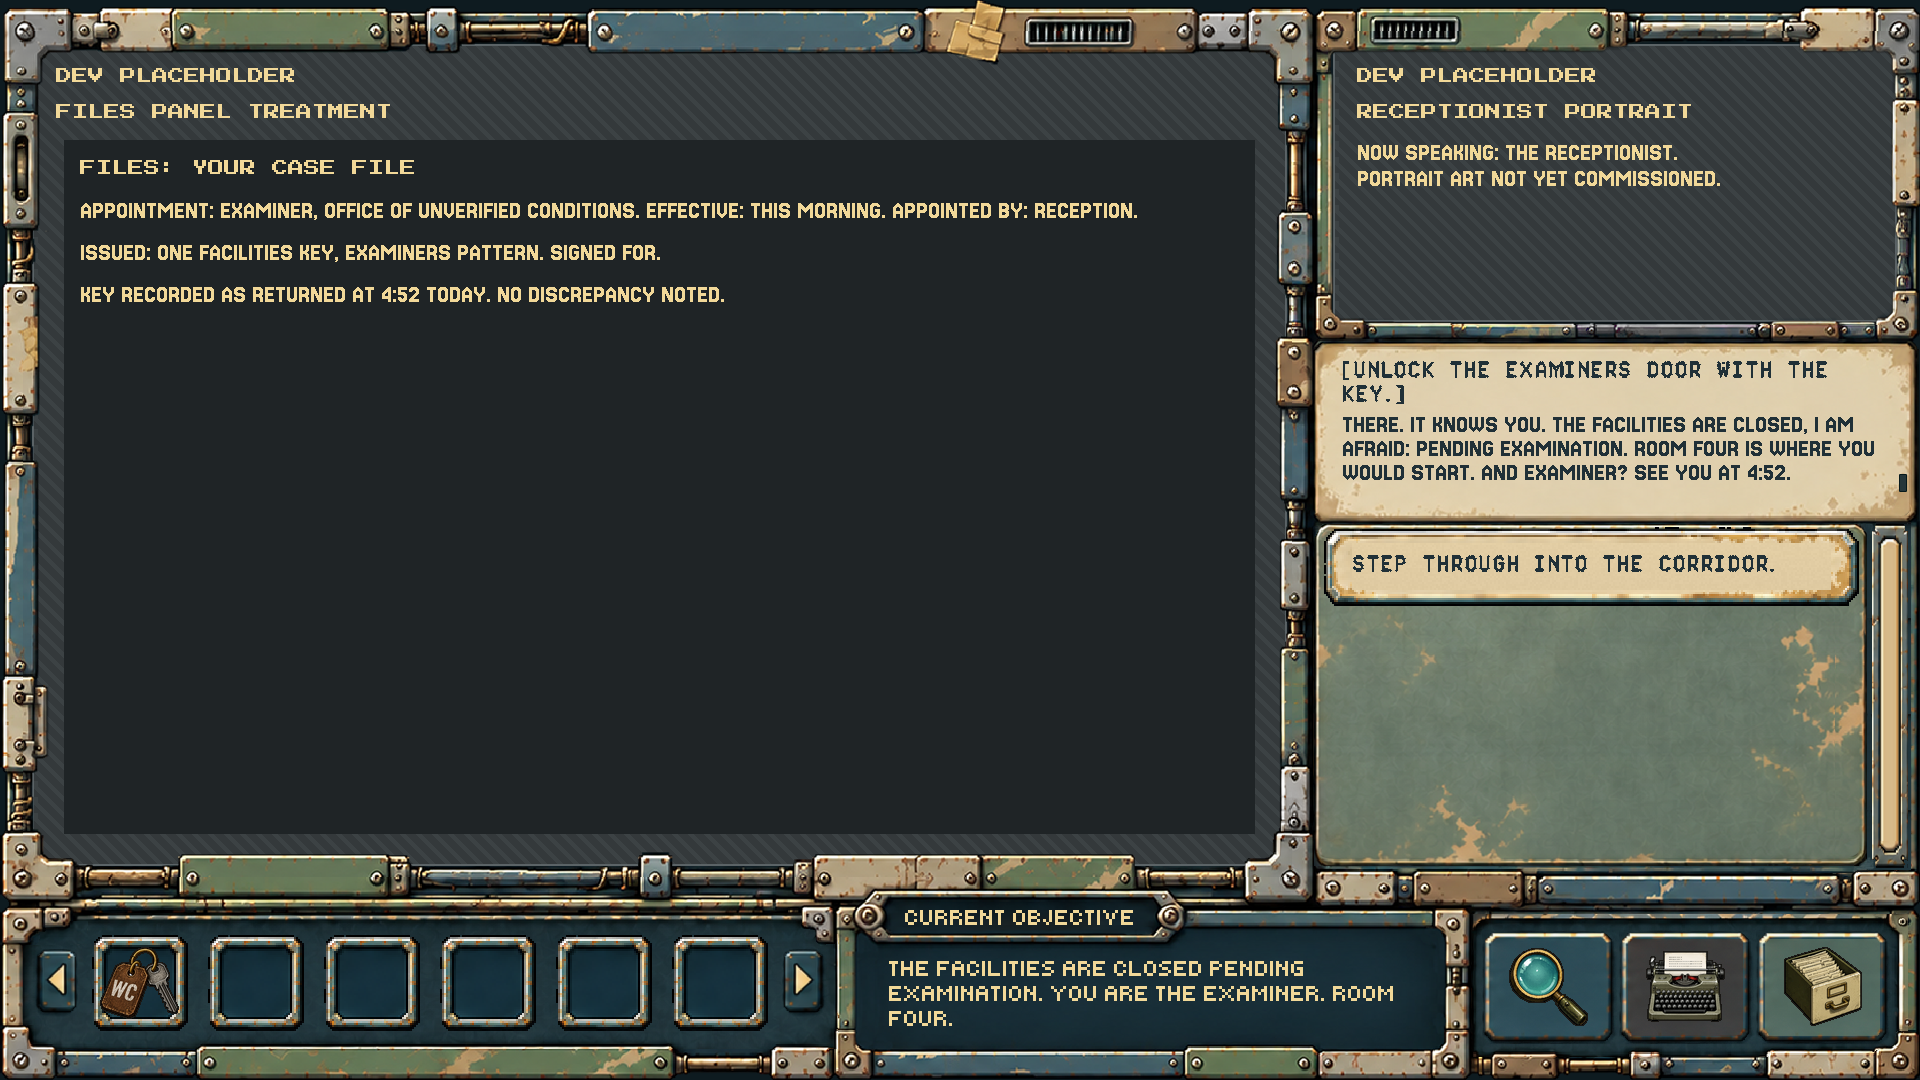 DEV PLACEHOLDER
FILES PANEL TREATMENT
FILES: YOUR CASE FILE
APPOINTMENT: EXAMINER, OFFICE OF UNVERIFIED CONDITIONS. EFFECTIVE: THIS MORNING. APPOINTED BY: RECEPTION.
ISSUED: ONE FACILITIES KEY, EXAMINERS PATTERN. SIGNED FOR.
KEY RECORDED AS RETURNED AT 4:52 TODAY. NO DISCREPANCY NOTED.
DEV PLACEHOLDER
RECEPTIONIST PORTRAIT
NOW SPEAKING: THE RECEPTIONIST.
PORTRAIT ART NOT YET COMMISSIONED.
[UNLOCK THE EXAMINERS DOOR WITH THE
KEY.]
THERE. IT KNOWS YOU. THE FACILITIES ARE CLOSED, I AM
AFRAID: PENDING EXAMINATION. ROOM FOUR IS WHERE YOU
WOULD START. AND EXAMINER? SEE YOU AT 4:52.
STEP THROUGH INTO THE CORRIDOR.
WC
CURRENT OBJECTIVE
THE FACILITIES ARE CLOSED PENDING
EXAMINATION. YOU ARE THE EXAMINER. ROOM
FOUR.